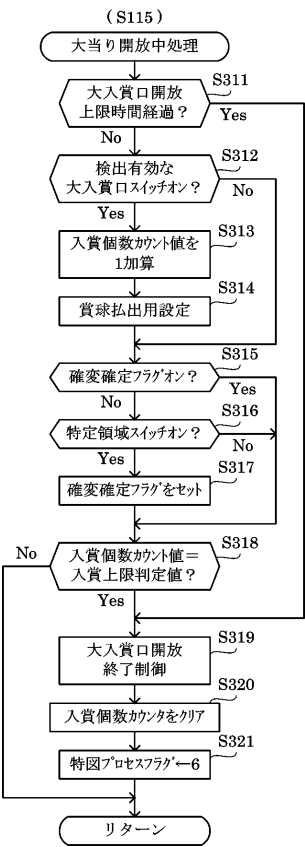 (S115)
大当り開放中処理
S311
大入賞口開放
上限時間経過?
Yes
No
S312
検出有効な
大入賞口スイッチオン?
No
Yes
S313
入賞個数カウント値を
1加算
S314
賞球払出用設定
S315
確変確定フラグオン?
Yes
No
S316
特定領域スイッチオン?
No
Yes
S317
確変確定フラグをセット
S318
No
入賞個数カウント値=
入賞上限判定値?
Yes
S319
大入賞口開放
終了制御
S320
入賞個数カウンタをクリア
S321
特図プロセスフラグ←6
リターン